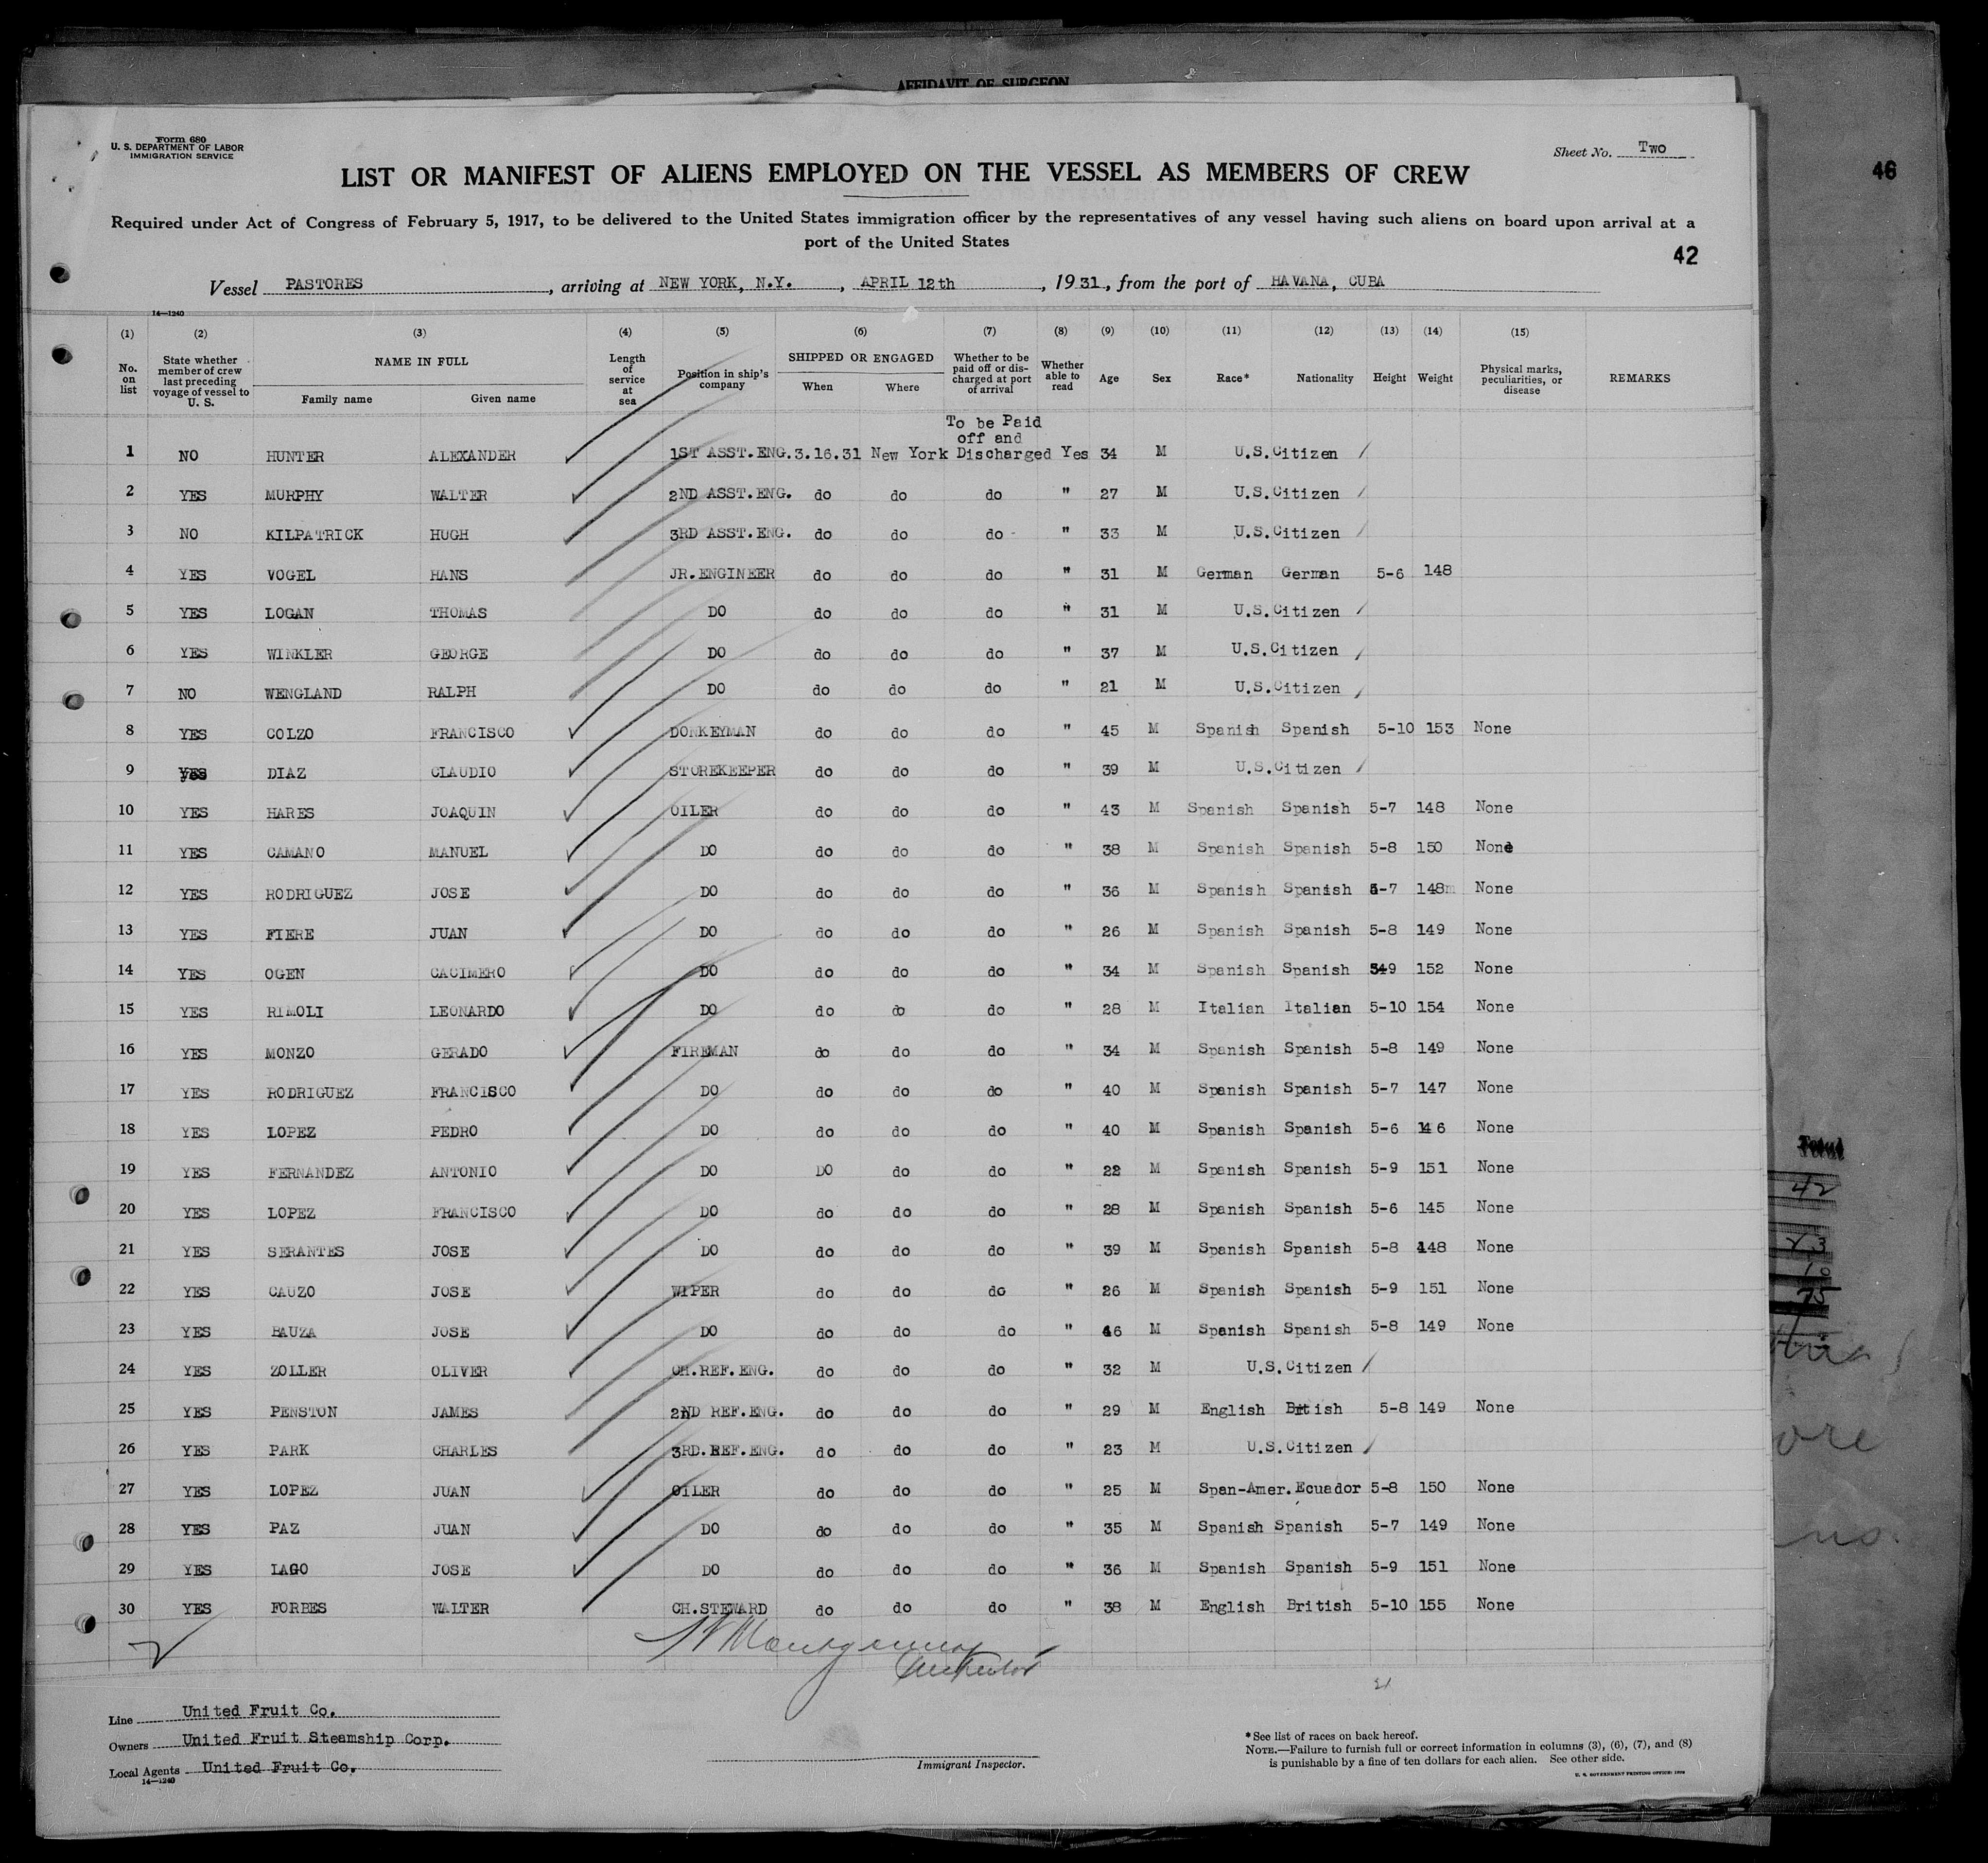 AFFIDAVIT OF SURGEON
Form 680
U. S. DEPARTMENT OF LABOR
IMMIGRATION SERVICE
Sheet No. Two
LIST OR MANIFEST OF ALIENS EMPLOYED ON THE VESSEL AS MEMBERS OF CREW
46
Required under Act of Congress of February 5, 1917, to be delivered to the United States immigration officer by the representatives of any vessel having such aliens on board upon arrival at a
port of the United States
42
Vessel PASTORES, arriving at NEW YORK, N.Y., APRIL 12th, 1931, from the port of HAVANA, CUBA
14—1240
(1) (2) (3) (4) (5) (6) (7) (8) (9) (10) (11) (12) (13) (14) (15)
No. on list State whether member of crew last preceding voyage of vessel to U. S. NAME IN FULL Family name Given name Length of service at sea Position in ship's company SHIPPED OR ENGAGED When Where Whether to be paid off or discharged at port of arrival Whether able to read Age Sex Race* Nationality Height Weight Physical marks, peculiarities, or disease REMARKS
To be Paid
off and
1 NO HUNTER ALEXANDER 1ST ASST.ENG. 3.16.31 New York Discharged Yes 34 M U.S.Citizen /
2 YES MURPHY WALTER 2ND ASST.ENG. do do do " 27 M U.S.Citizen /
3 NO KILPATRICK HUGH 3RD ASST.ENG. do do do " 33 M U.S.Citizen /
4 YES VOGEL HANS JR.ENGINEER do do do " 31 M German German 5-6 148
5 YES LOGAN THOMAS DO do do do " 31 M U.S.Citizen /
6 YES WINKLER GEORGE DO do do do " 37 M U.S.Citizen /
7 NO WENGLAND RALPH DO do do do " 21 M U.S.Citizen /
8 YES COLZO FRANCISCO DONKEYMAN do do do " 45 M Spanish Spanish 5-10 153 None
9 YES DIAZ CLAUDIO STOREKEEPER do do do " 39 M U.S.Citizen /
10 YES HARES JOAQUIN OILER do do do " 43 M Spanish Spanish 5-7 148 None
11 YES CAMANO MANUEL DO do do do " 38 M Spanish Spanish 5-8 150 None
12 YES RODRIGUEZ JOSE DO do do do " 36 M Spanish Spanish 5-7 148m None
13 YES FIERE JUAN DO do do do " 26 M Spanish Spanish 5-8 149 None
14 YES OGEN CACIMERO DO do do do " 34 M Spanish Spanish 549 152 None
15 YES RIMOLI LEONARDO DO do do do " 28 M Italian Italian 5-10 154 None
16 YES MONZO GERADO FIREMAN do do do " 34 M Spanish Spanish 5-8 149 None
17 YES RODRIGUEZ FRANCISCO DO do do do " 40 M Spanish Spanish 5-7 147 None
18 YES LOPEZ PEDRO DO do do do " 40 M Spanish Spanish 5-6 146 None
19 YES FERNANDEZ ANTONIO DO DO do do " 22 M Spanish Spanish 5-9 151 None
20 YES LOPEZ FRANCISCO DO do do do " 28 M Spanish Spanish 5-6 145 None
21 YES SERANTES JOSE DO do do do " 39 M Spanish Spanish 5-8 148 None
22 YES CAUZO JOSE WIPER do do do " 26 M Spanish Spanish 5-9 151 None
23 YES BAUZA JOSE DO do do do " 46 M Spanish Spanish 5-8 149 None
24 YES ZOLLER OLIVER CH.REF.ENG. do do do " 32 M U.S.Citizen /
25 YES PENSTON JAMES 2ND REF.ENG. do do do " 29 M English British 5-8 149 None
26 YES PARK CHARLES 3RD.REF.ENG. do do do " 23 M U.S.Citizen /
27 YES LOPEZ JUAN OILER do do do " 25 M Span-Amer. Ecuador 5-8 150 None
28 YES PAZ JUAN DO do do do " 35 M Spanish Spanish 5-7 149 None
29 YES LAGO JOSE DO do do do " 36 M Spanish Spanish 5-9 151 None
30 YES FORBES WALTER CH.STEWARD do do do " 38 M English British 5-10 155 None
Montgomery
Line United Fruit Co.
Owners United Fruit Steamship Corp.
Local Agents United Fruit Co.
14—1240
Immigrant Inspector.
21
* See list of races on back hereof.
NOTE.—Failure to furnish full or correct information in columns (3), (6), (7), and (8)
is punishable by a fine of ten dollars for each alien. See other side.
U. S. GOVERNMENT PRINTING OFFICE: 1929
Total
42
23
10
75
ore